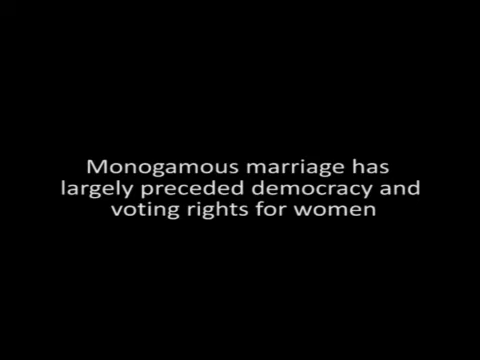 Monogamous marriage has
largely preceded democracy and
voting rights for women